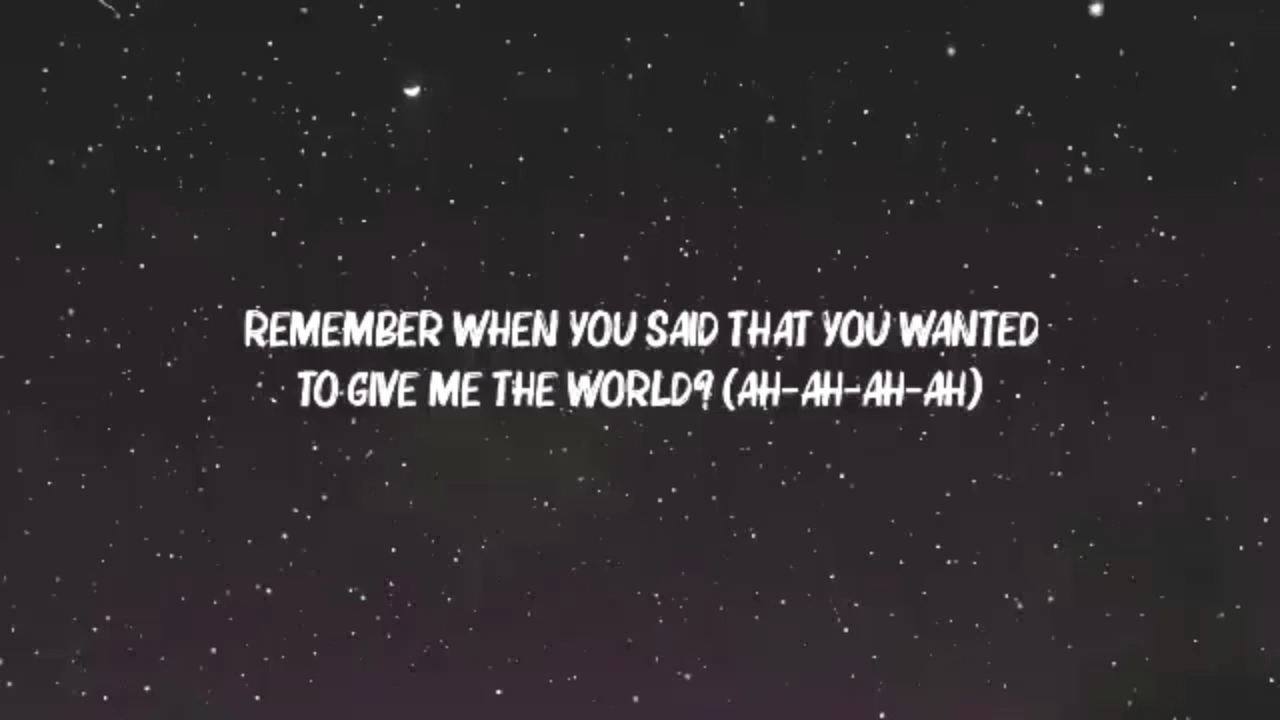 REMEMBER WHEN YOU SAID THAT YOU WANTED
TO GIVE ME THE WORLD? (AH-AH-AH-AH)